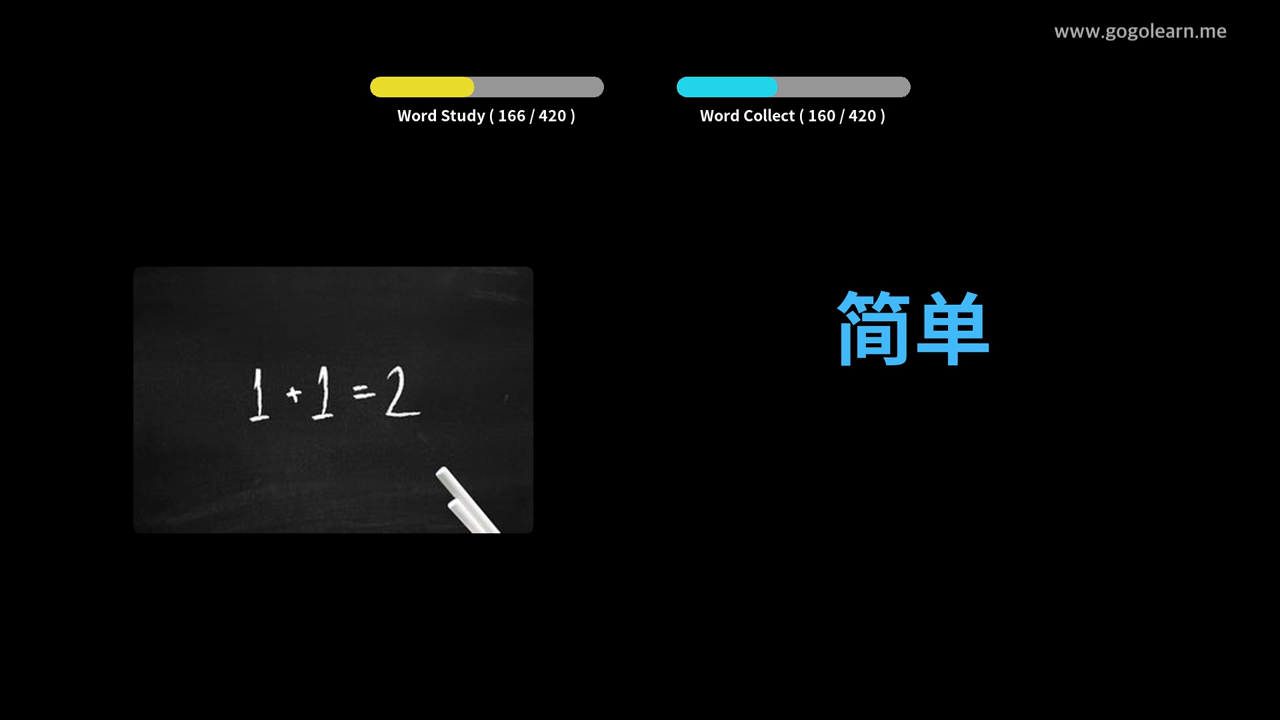 www.gogolearn.me
Word Study ( 166 / 420 )
Word Collect ( 160 / 420 )
简单
1 + 1 = 2